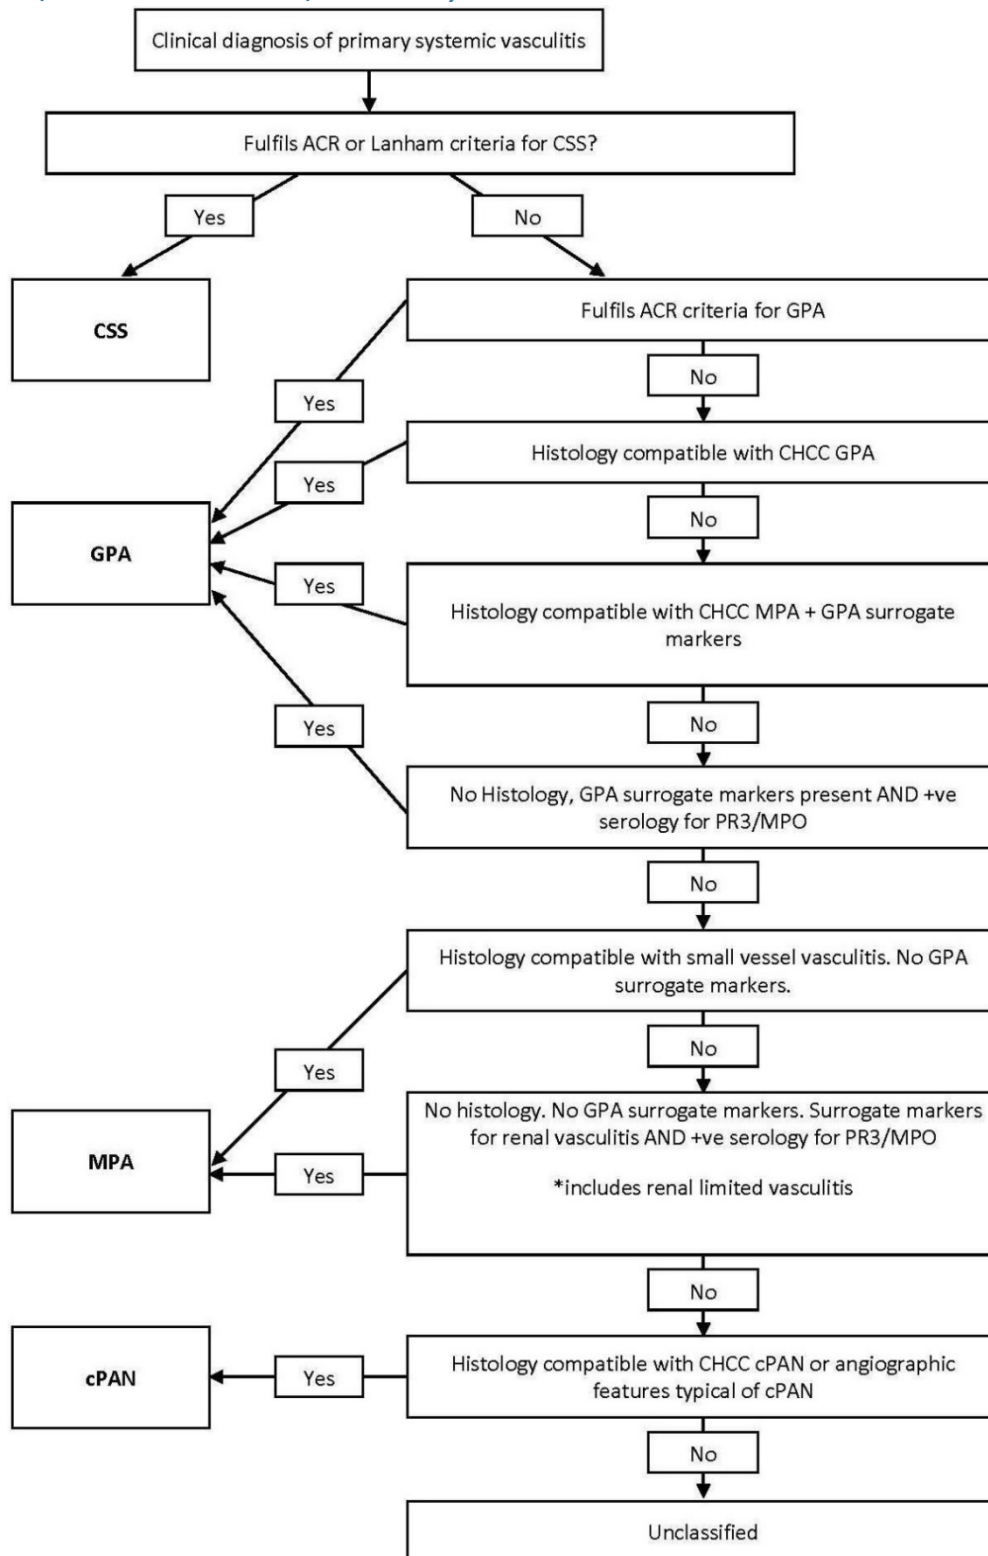 Clinical diagnosis of primary systemic vasculitis
Fulfils ACR or Lanham criteria for CSS?
Yes
No
CSS
Fulfils ACR criteria for GPA
No
Yes
Histology compatible with CHCC GPA
Yes
No
GPA
Yes
Histology compatible with CHCC MPA + GPA surrogate
markers
Yes
No
No Histology, GPA surrogate markers present AND +ve
serology for PR3/MPO
No
Histology compatible with small vessel vasculitis. No GPA
surrogate markers.
Yes
No
No histology. No GPA surrogate markers. Surrogate markers
for renal vasculitis AND +ve serology for PR3/MPO
*includes renal limited vasculitis
MPA
Yes
No
cPAN
Yes
Histology compatible with CHCC cPAN or angiographic
features typical of cPAN
No
Unclassified